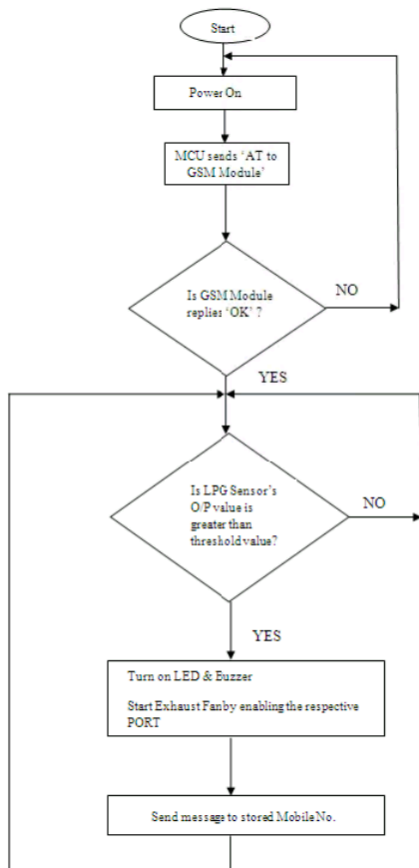 Start
Power On
MCU sends ‘AT to
GSM Module’
Is GSM Module
replies ‘OK’ ?
NO
YES
Is LPG Sensor’s
O/P value is
greater than
threshold value?
NO
YES
Turn on LED & Buzzer
Start Exhaust Fanby enabling the respective
PORT
Send message to stored Mobile No.